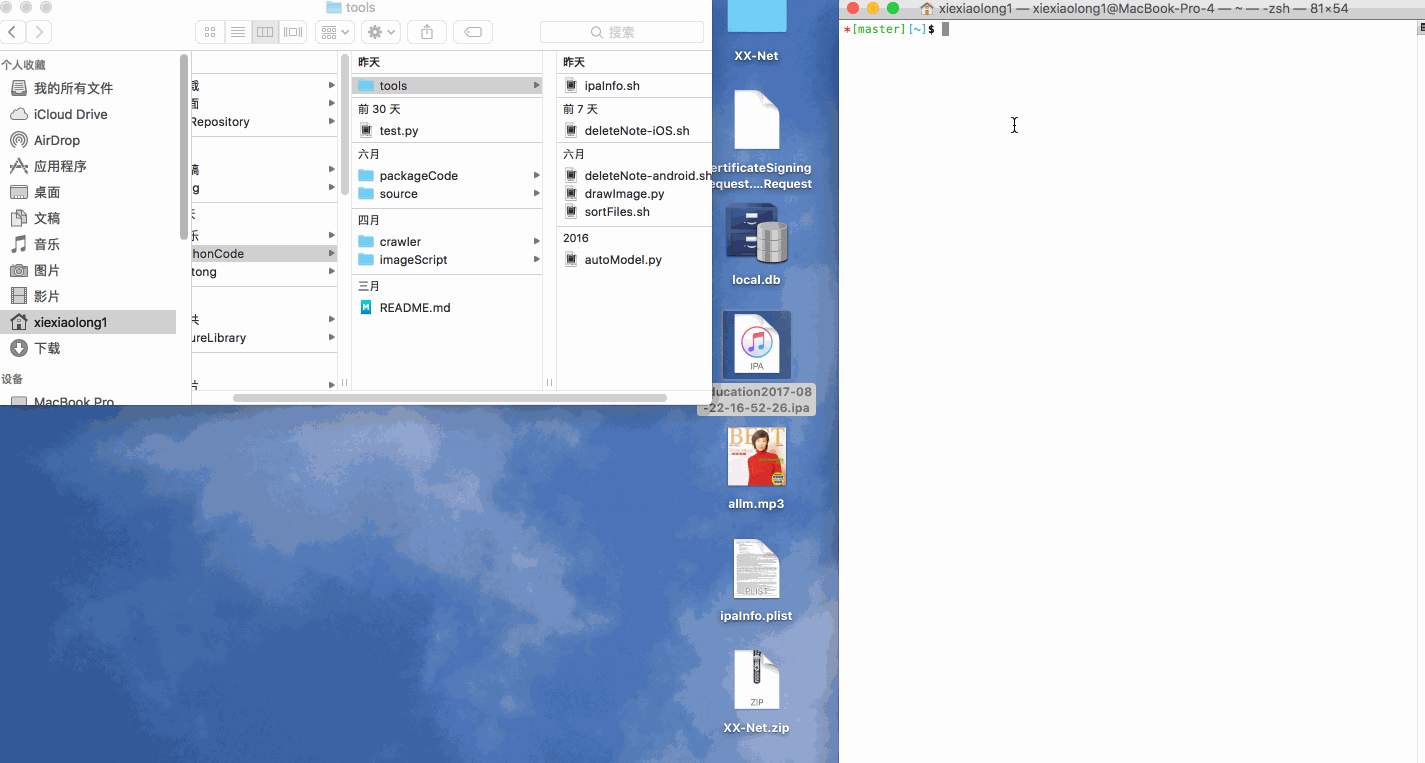 tools
搜索
个人收藏
我的所有文件
iCloud Drive
AirDrop
应用程序
桌面
文稿
音乐
图片
影片
xiexiaolong1
下载
设备
MacBook Pro
载
面
Repository
稿
g
天
乐
honCode
tong
共
ureLibrary
片
昨天
tools
前 30 天
test.py
六月
packageCode
source
四月
crawler
imageScript
三月
README.md
昨天
ipaInfo.sh
前 7 天
deleteNote-iOS.sh
六月
deleteNote-android.sh
drawImage.py
sortFiles.sh
2016
autoModel.py
XX-Net
ertificateSigning
equest....Request
local.db
IPA
ducation2017-08
-22-16-52-26.ipa
BEST
allm.mp3
PLIST
ipaInfo.plist
ZIP
XX-Net.zip
xiexiaolong1 — xiexiaolong1@MacBook-Pro-4 — ~ — -zsh — 81×54
*[master][~]$